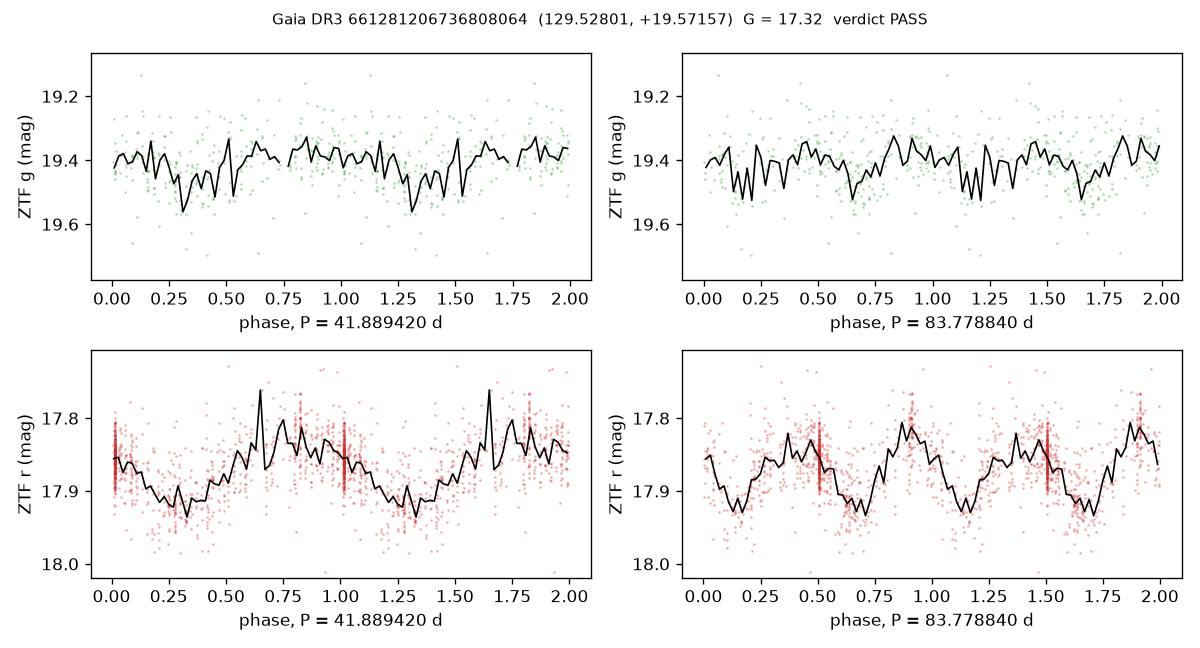 Gaia DR3 661281206736808064 (129.52801, +19.57157) G = 17.32 verdict PASS
ZTF g (mag)
19.2
19.4
19.6
0.00 0.25 0.50 0.75 1.00 1.25 1.50 1.75 2.00
phase, P = 41.889420 d
ZTF g (mag)
19.2
19.4
19.6
0.00 0.25 0.50 0.75 1.00 1.25 1.50 1.75 2.00
phase, P = 83.778840 d
ZTF r (mag)
17.8
17.9
18.0
0.00 0.25 0.50 0.75 1.00 1.25 1.50 1.75 2.00
phase, P = 41.889420 d
ZTF r (mag)
17.8
17.9
18.0
0.00 0.25 0.50 0.75 1.00 1.25 1.50 1.75 2.00
phase, P = 83.778840 d